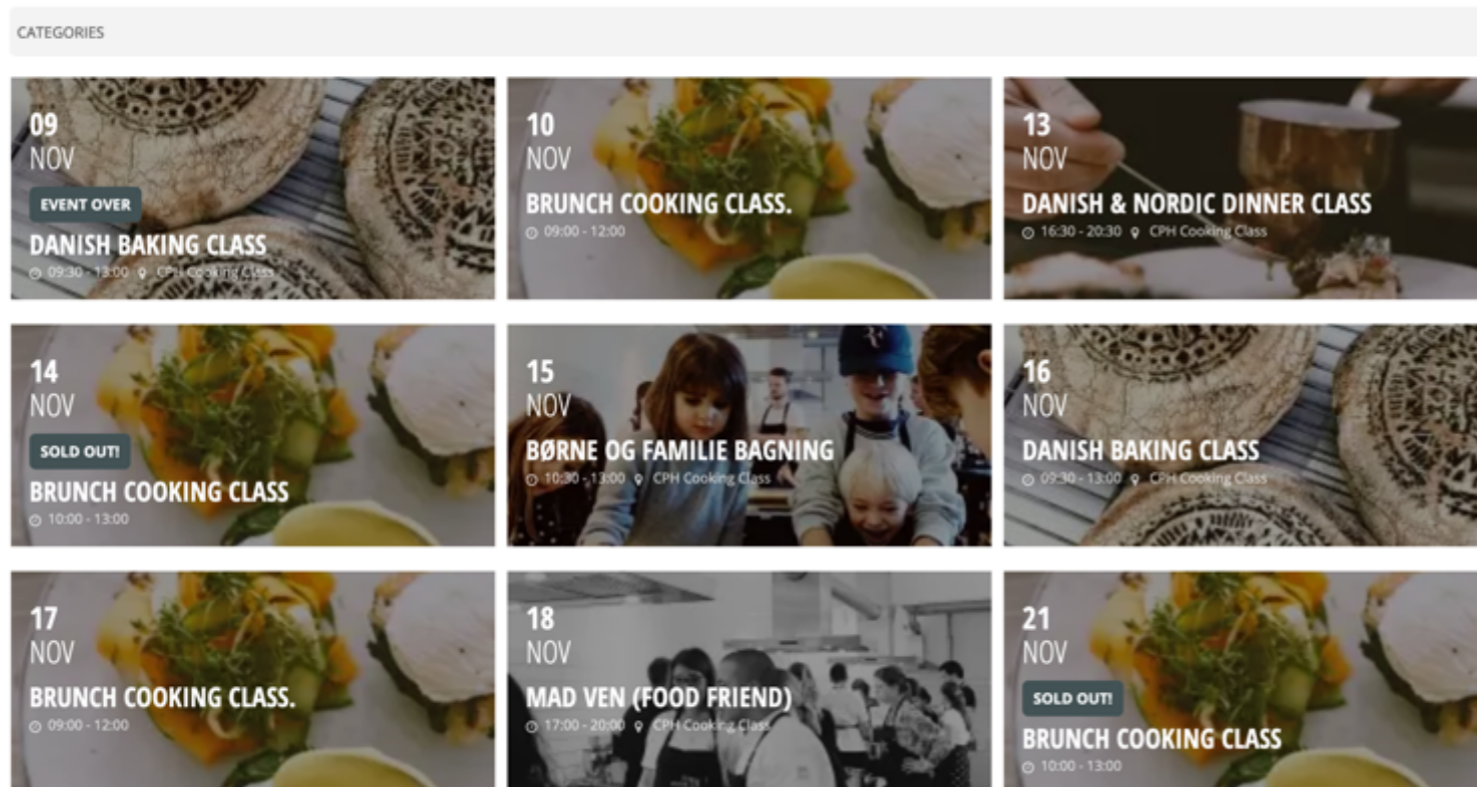 CATEGORIES
09
NOV
EVENT OVER
DANISH BAKING CLASS
09:30 - 13:00 CPH Cooking Class
10
NOV
BRUNCH COOKING CLASS.
09:00 - 12:00
13
NOV
DANISH & NORDIC DINNER CLASS
16:30 - 20:30 CPH Cooking Class
14
NOV
SOLD OUT!
BRUNCH COOKING CLASS
10:00 - 13:00
15
NOV
BØRNE OG FAMILIE BAGNING
10:30 - 13:00 CPH Cooking Class
16
NOV
DANISH BAKING CLASS
09:30 - 13:00 CPH Cooking Class
17
NOV
BRUNCH COOKING CLASS.
09:00 - 12:00
18
NOV
MAD VEN (FOOD FRIEND)
17:00 - 20:00 CPH Cooking Class
21
NOV
SOLD OUT!
BRUNCH COOKING CLASS
10:00 - 13:00